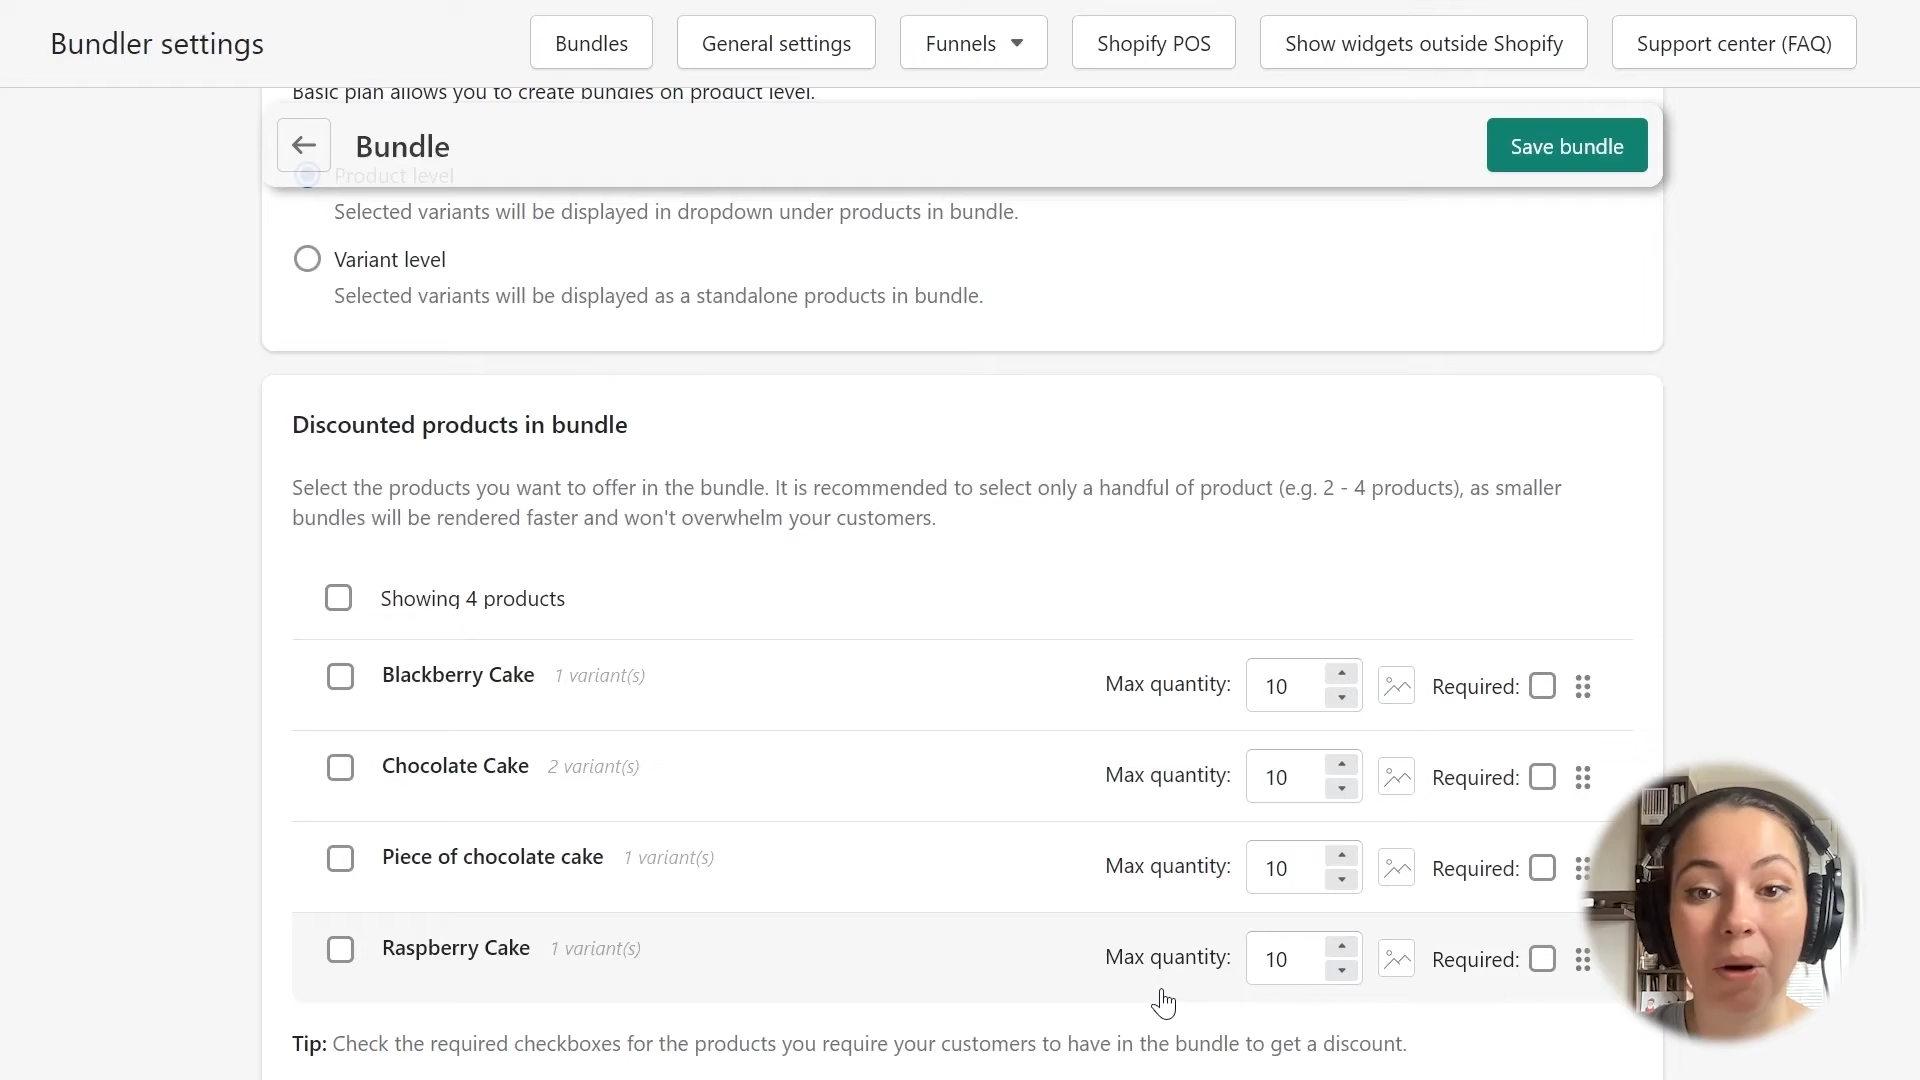 Bundler settings
Bundles
General settings
Funnels
Shopify POS
Show widgets outside Shopify
Support center (FAQ)
Basic plan allows you to create bundles on product level.
Bundle
Save bundle
Product level
Selected variants will be displayed in dropdown under products in bundle.
Variant level
Selected variants will be displayed as a standalone products in bundle.
Discounted products in bundle
Select the products you want to offer in the bundle. It is recommended to select only a handful of product (e.g. 2 - 4 products), as smaller
bundles will be rendered faster and won't overwhelm your customers.
Showing 4 products
Blackberry Cake 1 variant(s) Max quantity: 10 Required:
Chocolate Cake 2 variant(s) Max quantity: 10 Required:
Piece of chocolate cake 1 variant(s) Max quantity: 10 Required:
Raspberry Cake 1 variant(s) Max quantity: 10 Required:
Tip: Check the required checkboxes for the products you require your customers to have in the bundle to get a discount.